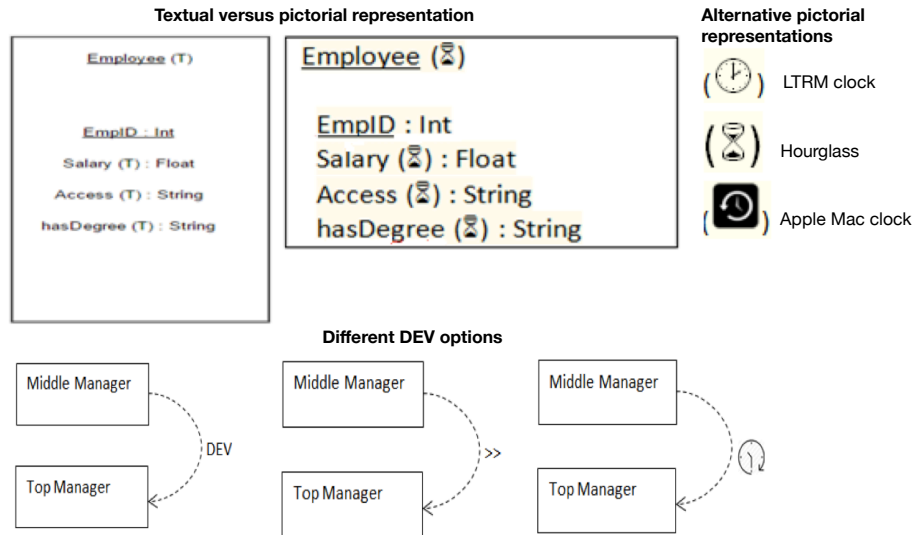 Textual versus pictorial representation
Employee (T)
EmpID : Int
Salary (T) : Float
Access (T) : String
hasDegree (T) : String
Employee (⌛)
EmpID : Int
Salary (⌛) : Float
Access (⌛) : String
hasDegree (⌛) : String
Alternative pictorial
representations
( ) LTRM clock
(⌛) Hourglass
( ) Apple Mac clock
Different DEV options
Middle Manager
DEV
Top Manager
Middle Manager
>>
Top Manager
Middle Manager
Top Manager